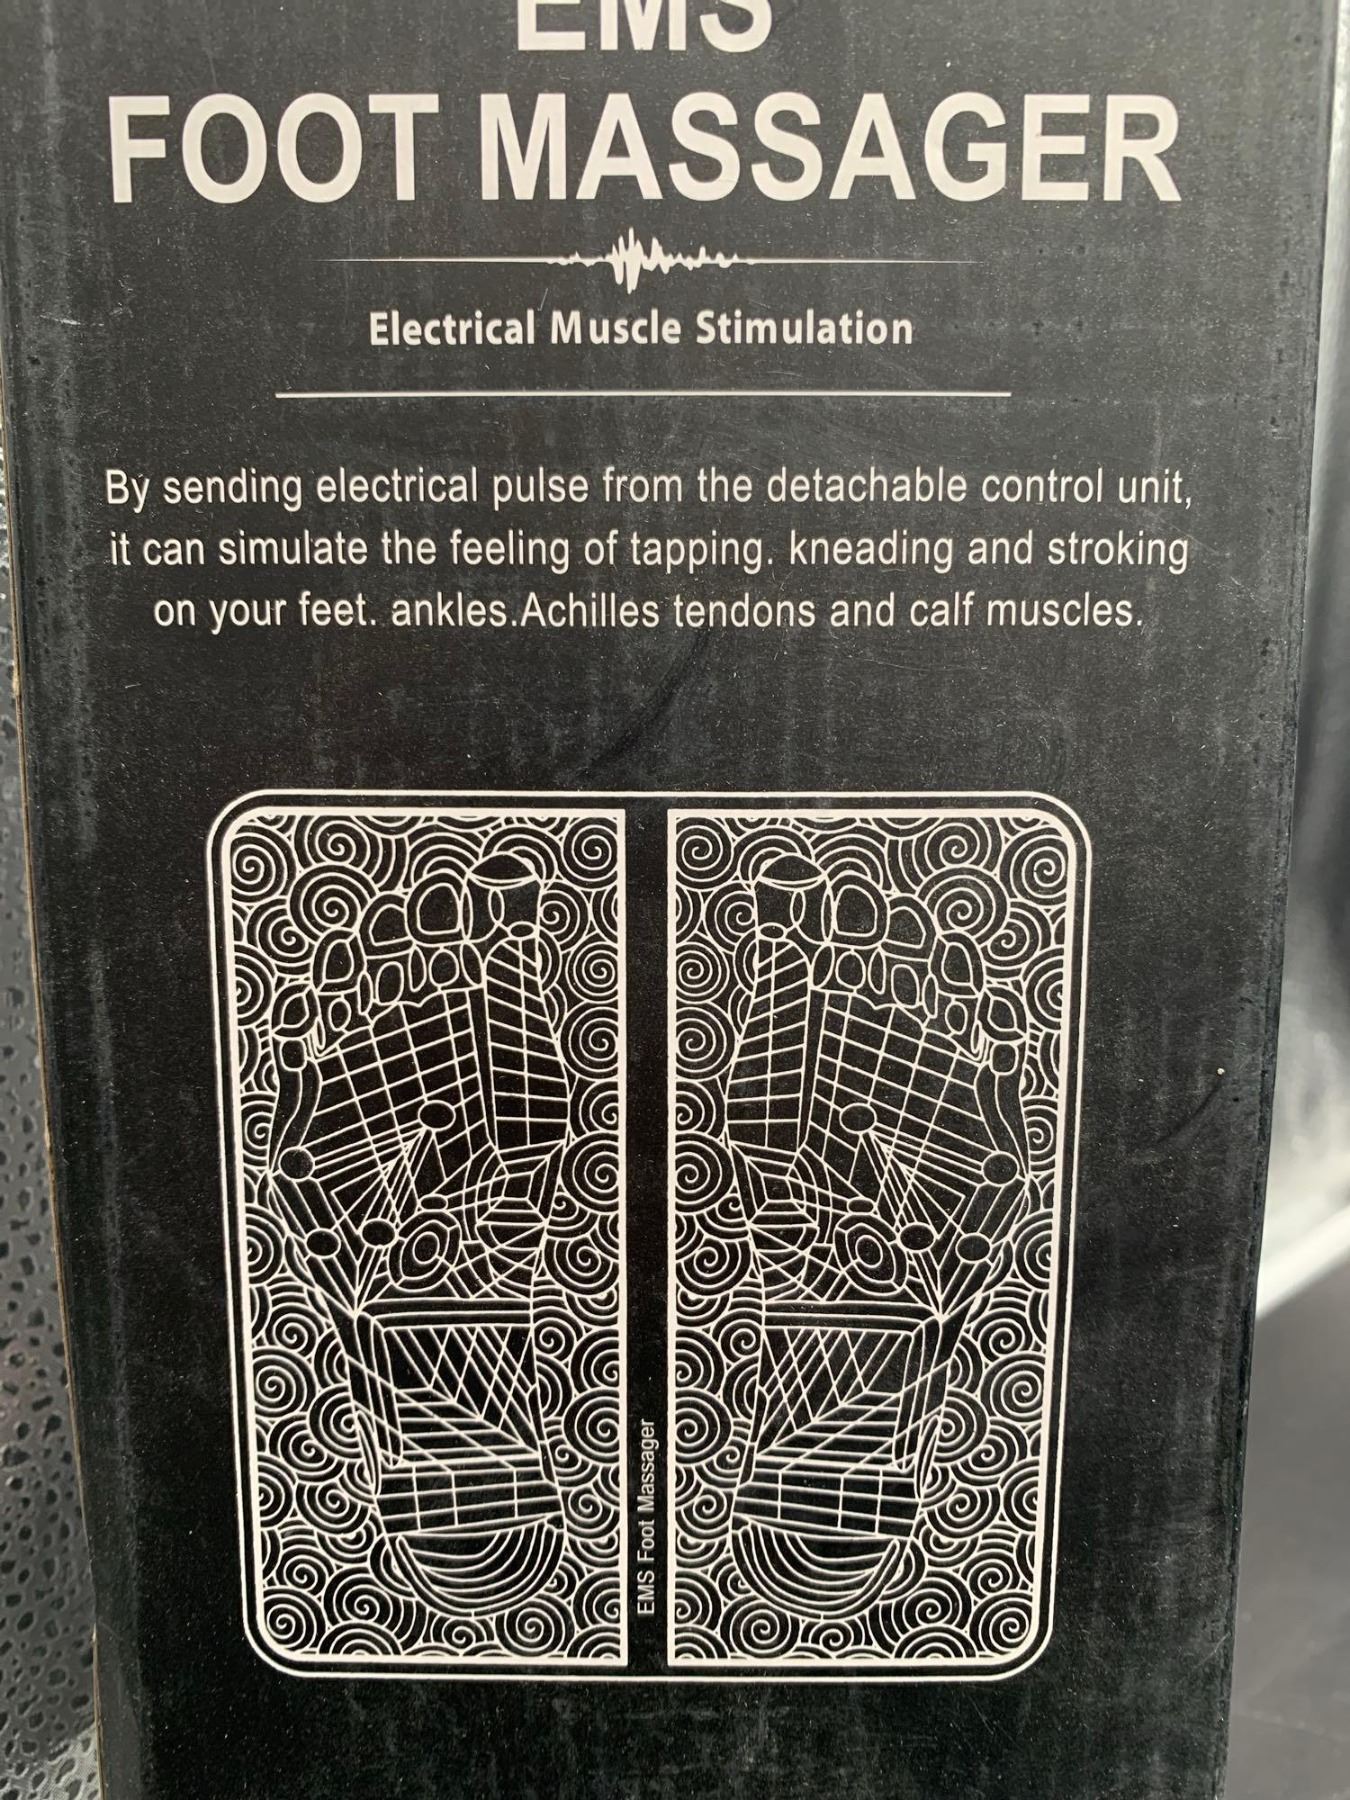 EMS
FOOT MASSAGER
Electrical Muscle Stimulation
By sending electrical pulse from the detachable control unit,
it can simulate the feeling of tapping. kneading and stroking
on your feet. ankles.Achilles tendons and calf muscles.
EMS Foot Massager